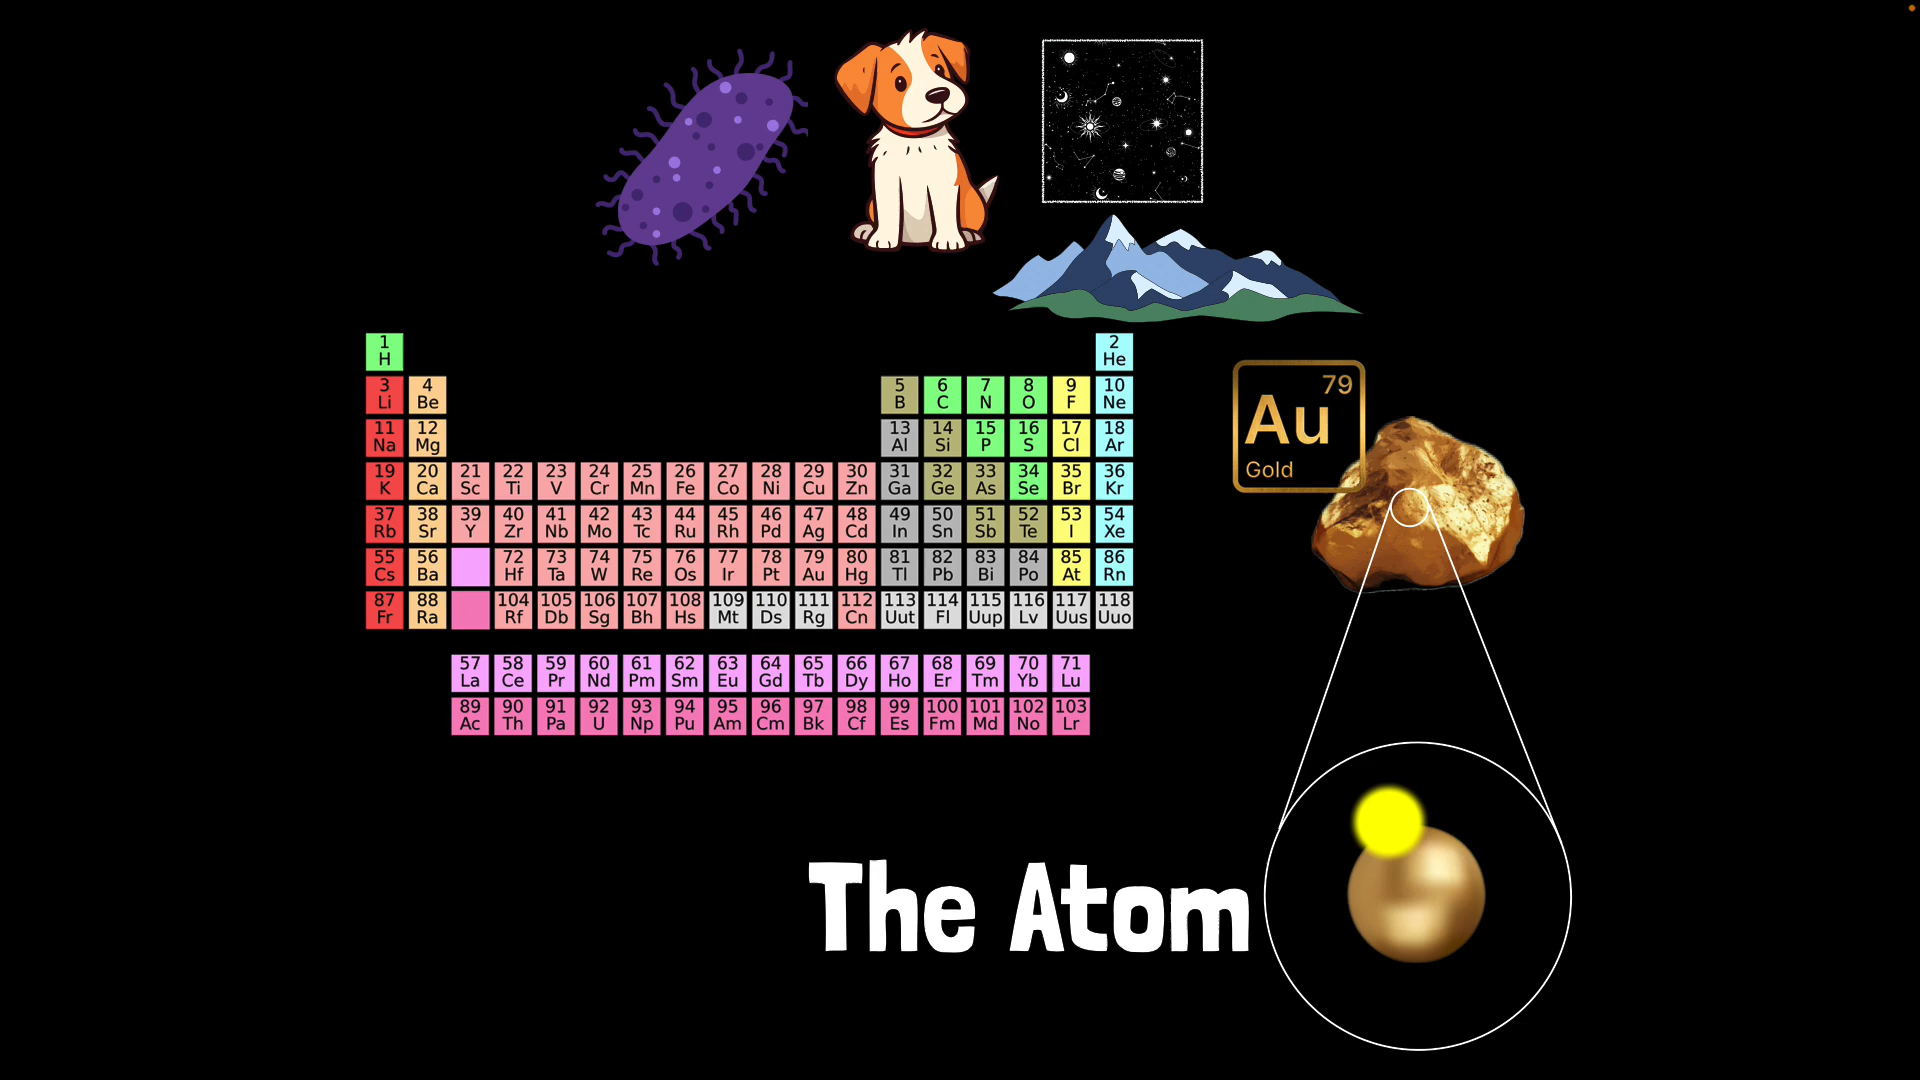 1 2
H He
3 4 5 6 7 8 9 10
Li Be B C N O F Ne
11 12 13 14 15 16 17 18
Na Mg Al Si P S Cl Ar
19 20 21 22 23 24 25 26 27 28 29 30 31 32 33 34 35 36
K Ca Sc Ti V Cr Mn Fe Co Ni Cu Zn Ga Ge As Se Br Kr
37 38 39 40 41 42 43 44 45 46 47 48 49 50 51 52 53 54
Rb Sr Y Zr Nb Mo Tc Ru Rh Pd Ag Cd In Sn Sb Te I Xe
55 56 72 73 74 75 76 77 78 79 80 81 82 83 84 85 86
Cs Ba Hf Ta W Re Os Ir Pt Au Hg Tl Pb Bi Po At Rn
87 88 104 105 106 107 108 109 110 111 112 113 114 115 116 117 118
Fr Ra Rf Db Sg Bh Hs Mt Ds Rg Cn Uut Fl Uup Lv Uus Uuo
57 58 59 60 61 62 63 64 65 66 67 68 69 70 71
La Ce Pr Nd Pm Sm Eu Gd Tb Dy Ho Er Tm Yb Lu
89 90 91 92 93 94 95 96 97 98 99 100 101 102 103
Ac Th Pa U Np Pu Am Cm Bk Cf Es Fm Md No Lr
79
Au
Gold
The Atom